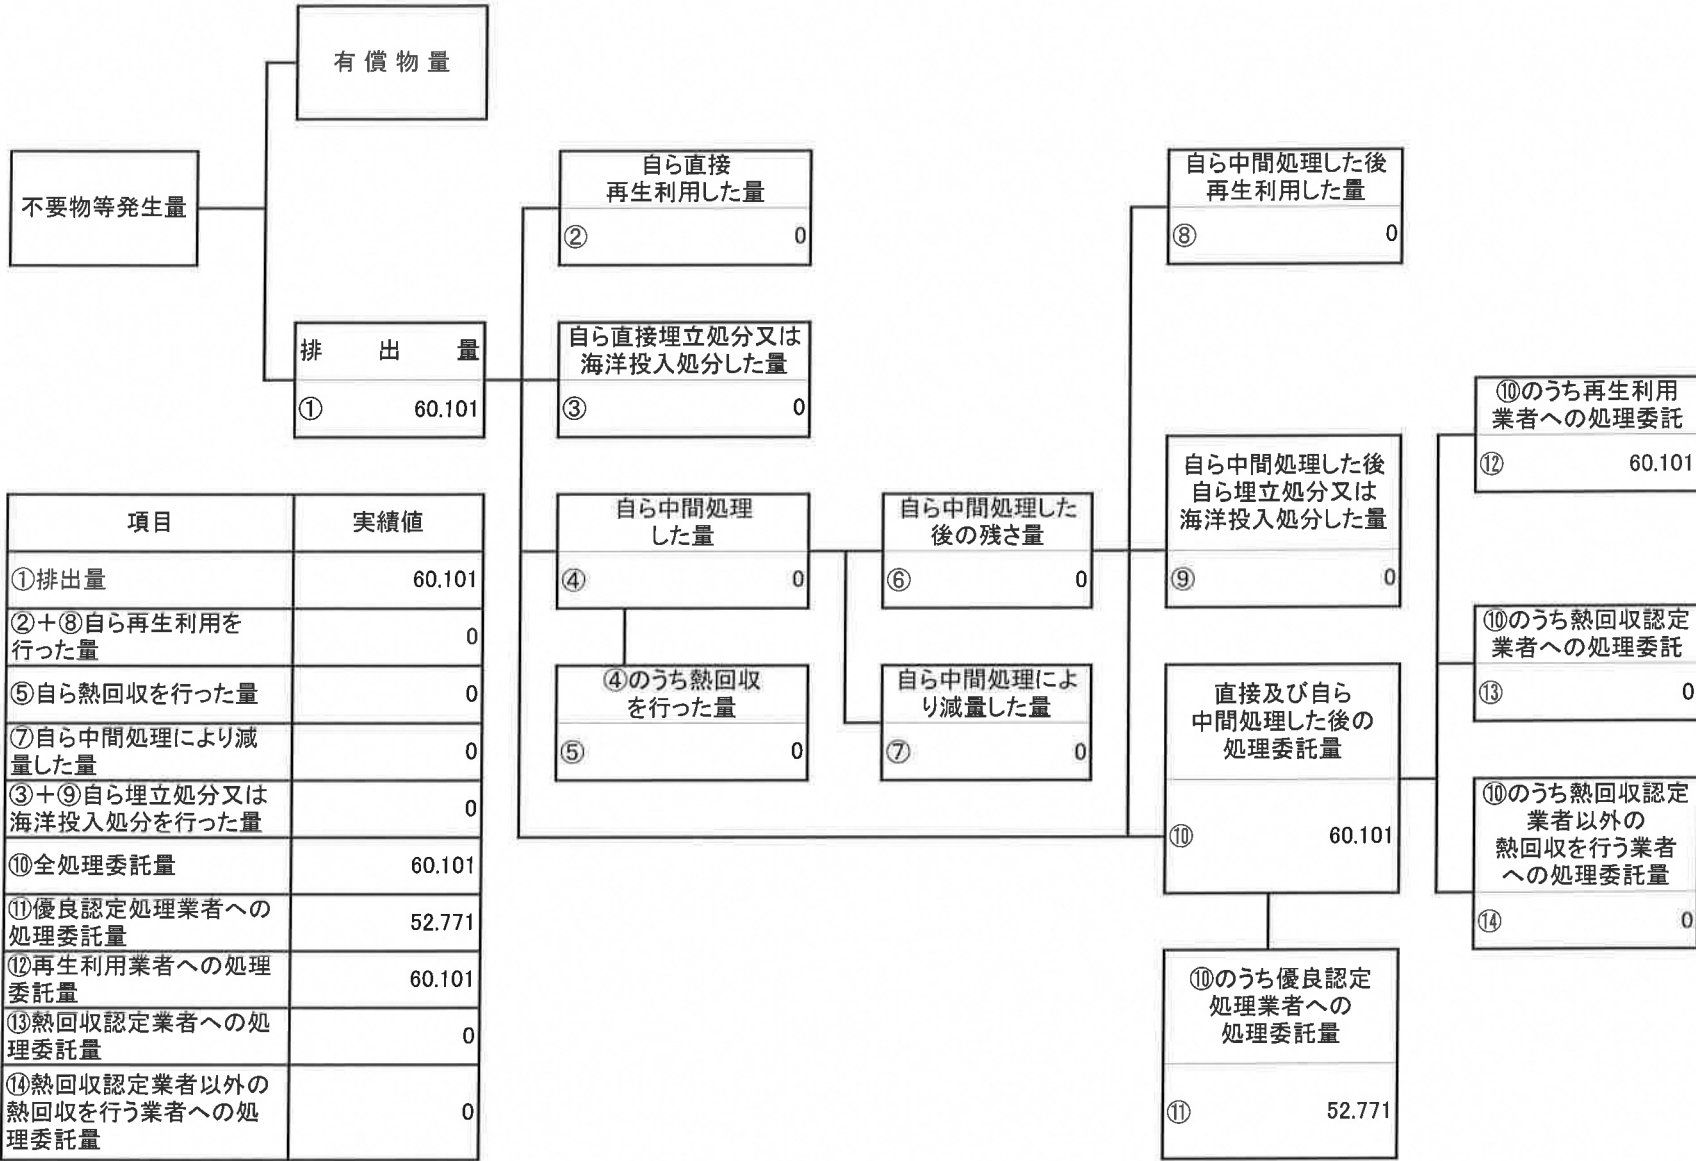 有償物量
不要物等発生量
排出量
① 60.101
自ら直接
再生利用した量
② 0
自ら直接埋立処分又は
海洋投入処分した量
③ 0
自ら中間処理
した量
④ 0
④のうち熱回収
を行った量
⑤ 0
自ら中間処理した
後の残さ量
⑥ 0
自ら中間処理によ
り減量した量
⑦ 0
自ら中間処理した後
再生利用した量
⑧ 0
自ら中間処理した後
自ら埋立処分又は
海洋投入処分した量
⑨ 0
直接及び自ら
中間処理した後の
処理委託量
⑩ 60.101
⑩のうち優良認定
処理業者への
処理委託量
⑪ 52.771
⑩のうち再生利用
業者への処理委託
⑫ 60.101
⑩のうち熱回収認定
業者への処理委託
⑬ 0
⑩のうち熱回収認定
業者以外の
熱回収を行う業者
への処理委託量
⑭ 0
項目 実績値
①排出量 60.101
②＋⑧自ら再生利用を
行った量 0
⑤自ら熱回収を行った量 0
⑦自ら中間処理により減
量した量 0
③＋⑨自ら埋立処分又は
海洋投入処分を行った量 0
⑩全処理委託量 60.101
⑪優良認定処理業者への
処理委託量 52.771
⑫再生利用業者への処理
委託量 60.101
⑬熱回収認定業者への処
理委託量 0
⑭熱回収認定業者以外の
熱回収を行う業者への処
理委託量 0